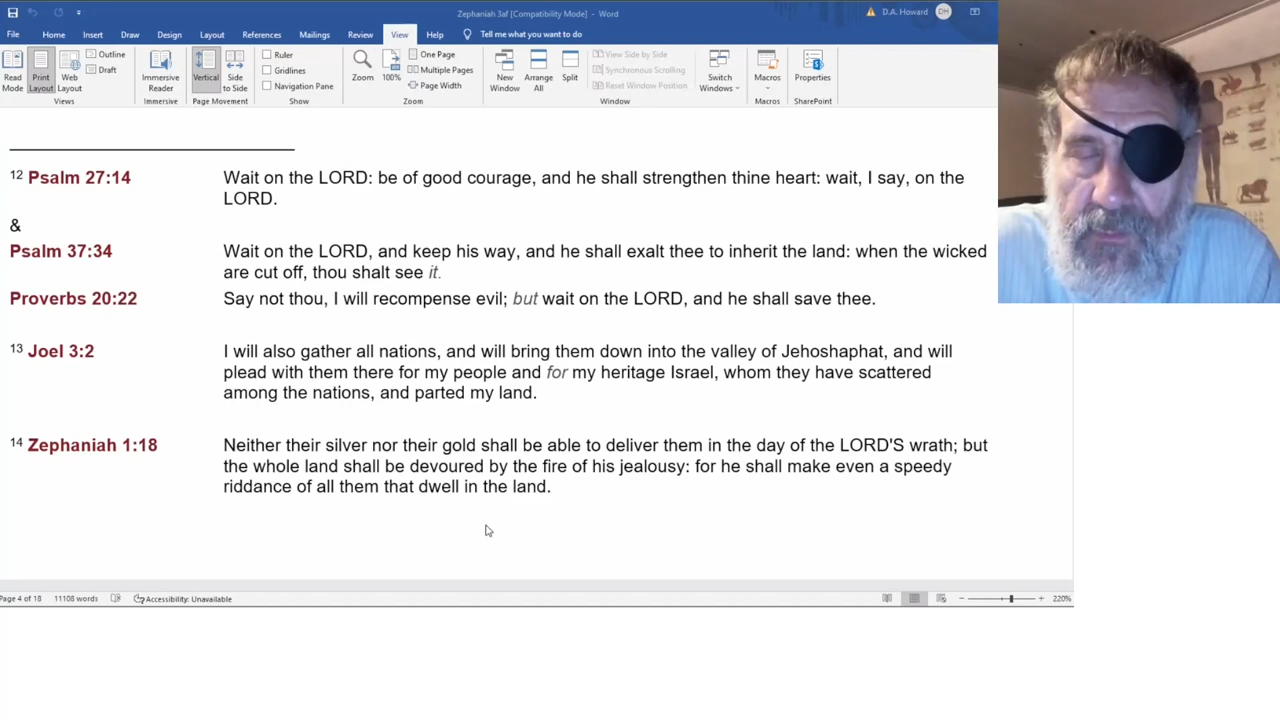 Zephaniah 3af [Compatibility Mode] - Word
D.A. Howard DH
File Home Insert Draw Design Layout References Mailings Review View Help Tell me what you want to do
Read Mode
Print Layout
Web Layout
Outline
Draft
Views
Immersive Reader
Immersive
Vertical
Side to Side
Page Movement
Ruler
Gridlines
Navigation Pane
Show
Zoom
100%
One Page
Multiple Pages
Page Width
Zoom
New Window
Arrange All
Split
View Side by Side
Synchronous Scrolling
Reset Window Position
Window
Switch Windows
Macros
Macros
Properties
SharePoint
12 Psalm 27:14 Wait on the LORD: be of good courage, and he shall strengthen thine heart: wait, I say, on the
LORD.
&
Psalm 37:34 Wait on the LORD, and keep his way, and he shall exalt thee to inherit the land: when the wicked
are cut off, thou shalt see it.
Proverbs 20:22 Say not thou, I will recompense evil; but wait on the LORD, and he shall save thee.
13 Joel 3:2 I will also gather all nations, and will bring them down into the valley of Jehoshaphat, and will
plead with them there for my people and for my heritage Israel, whom they have scattered
among the nations, and parted my land.
14 Zephaniah 1:18 Neither their silver nor their gold shall be able to deliver them in the day of the LORD'S wrath; but
the whole land shall be devoured by the fire of his jealousy: for he shall make even a speedy
riddance of all them that dwell in the land.
Page 4 of 18 11108 words Accessibility: Unavailable 220%